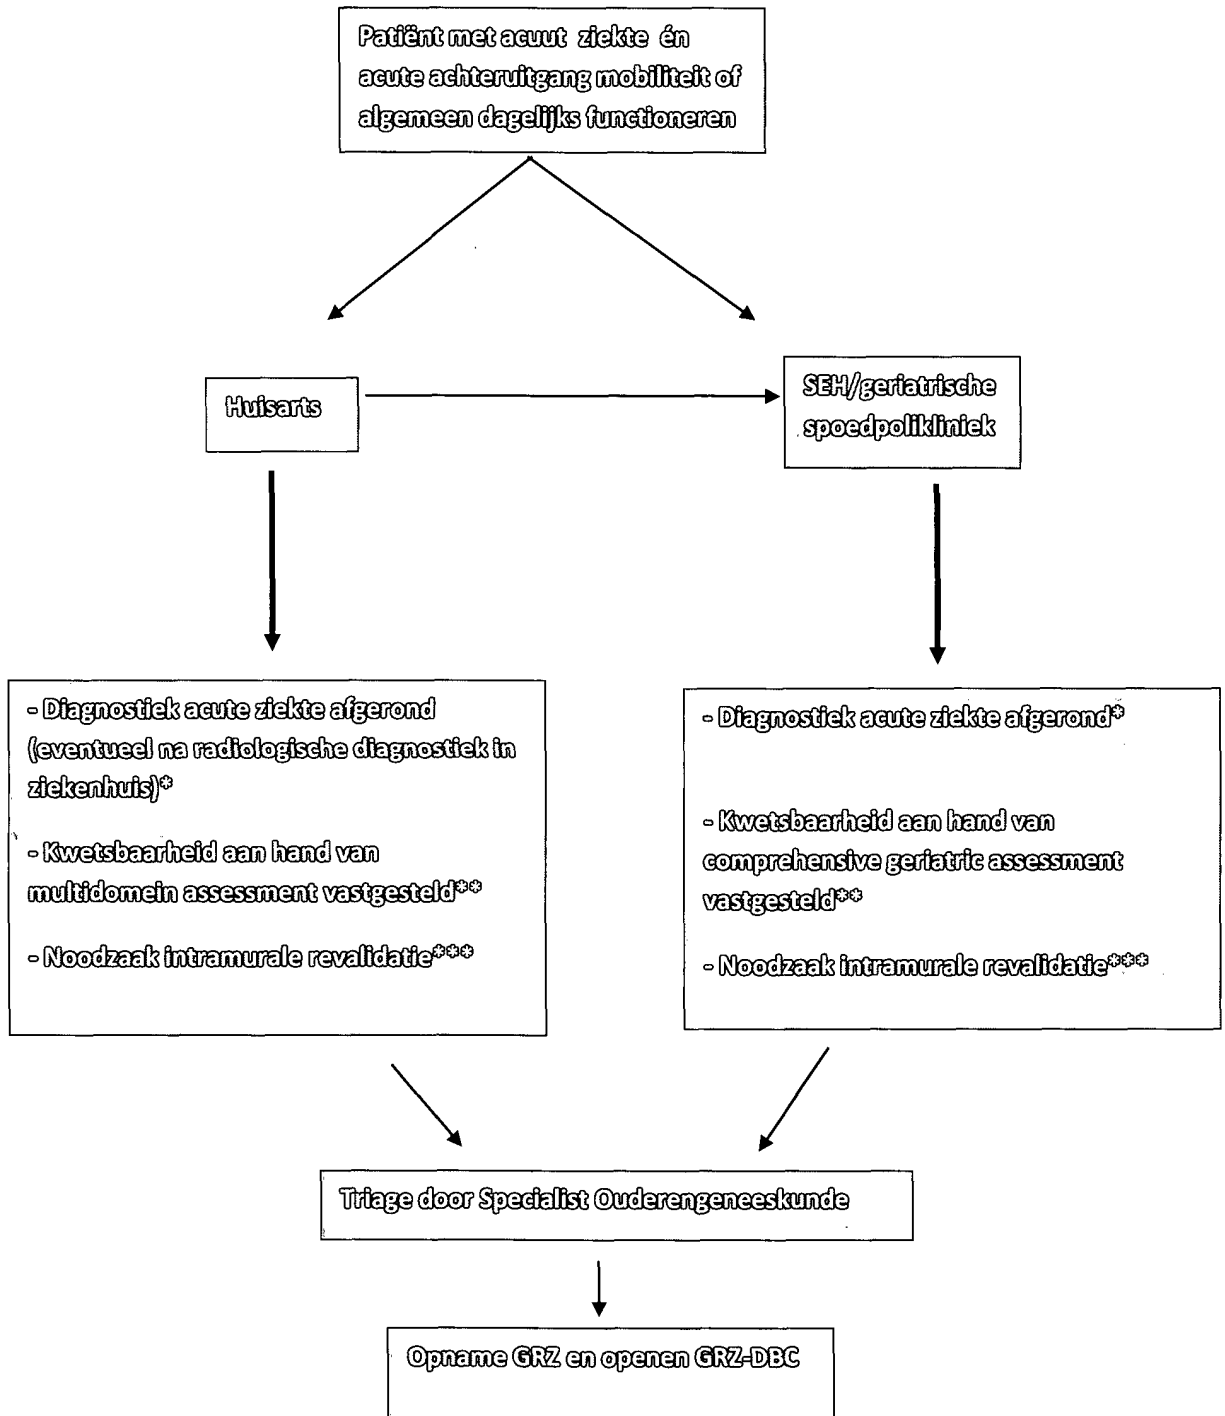 Patiënt met acuut ziekte én
acute achteruitgang mobiliteit of
algemeen dagelijks functioneren
Huisarts
SEH/geriatrische
spoedpolikliniek
- Diagnostiek acute ziekte afgerond
(eventueel na radiologische diagnostiek in
ziekenhuis)*
- Kwetsbaarheid aan hand van
multidomein assessment vastgesteld**
- Noodzaak intramurale revalidatie***
- Diagnostiek acute ziekte afgerond*
- Kwetsbaarheid aan hand van
comprehensive geriatric assessment
vastgesteld**
- Noodzaak intramurale revalidatie***
Triage door Specialist Ouderengeneeskunde
Opname GRZ en openen GRZ-DBC